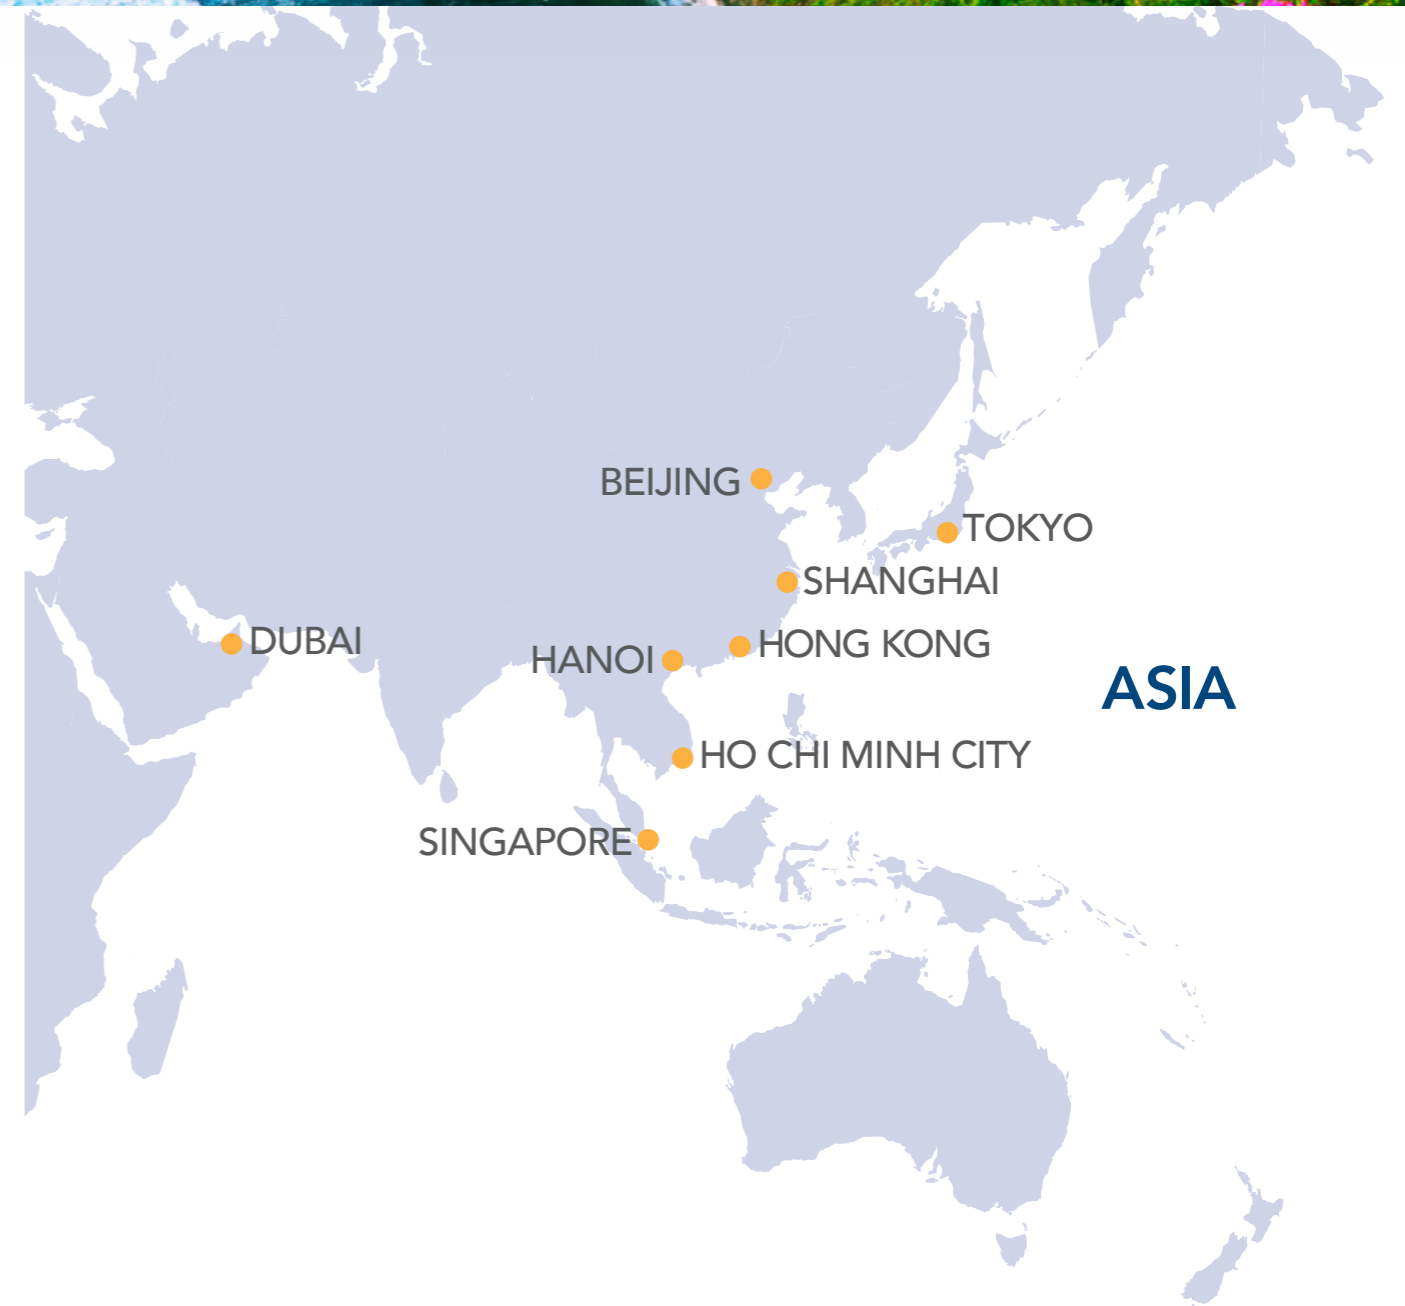 BEIJING
TOKYO
SHANGHAI
DUBAI
HANOI
HONG KONG
ASIA
HO CHI MINH CITY
SINGAPORE